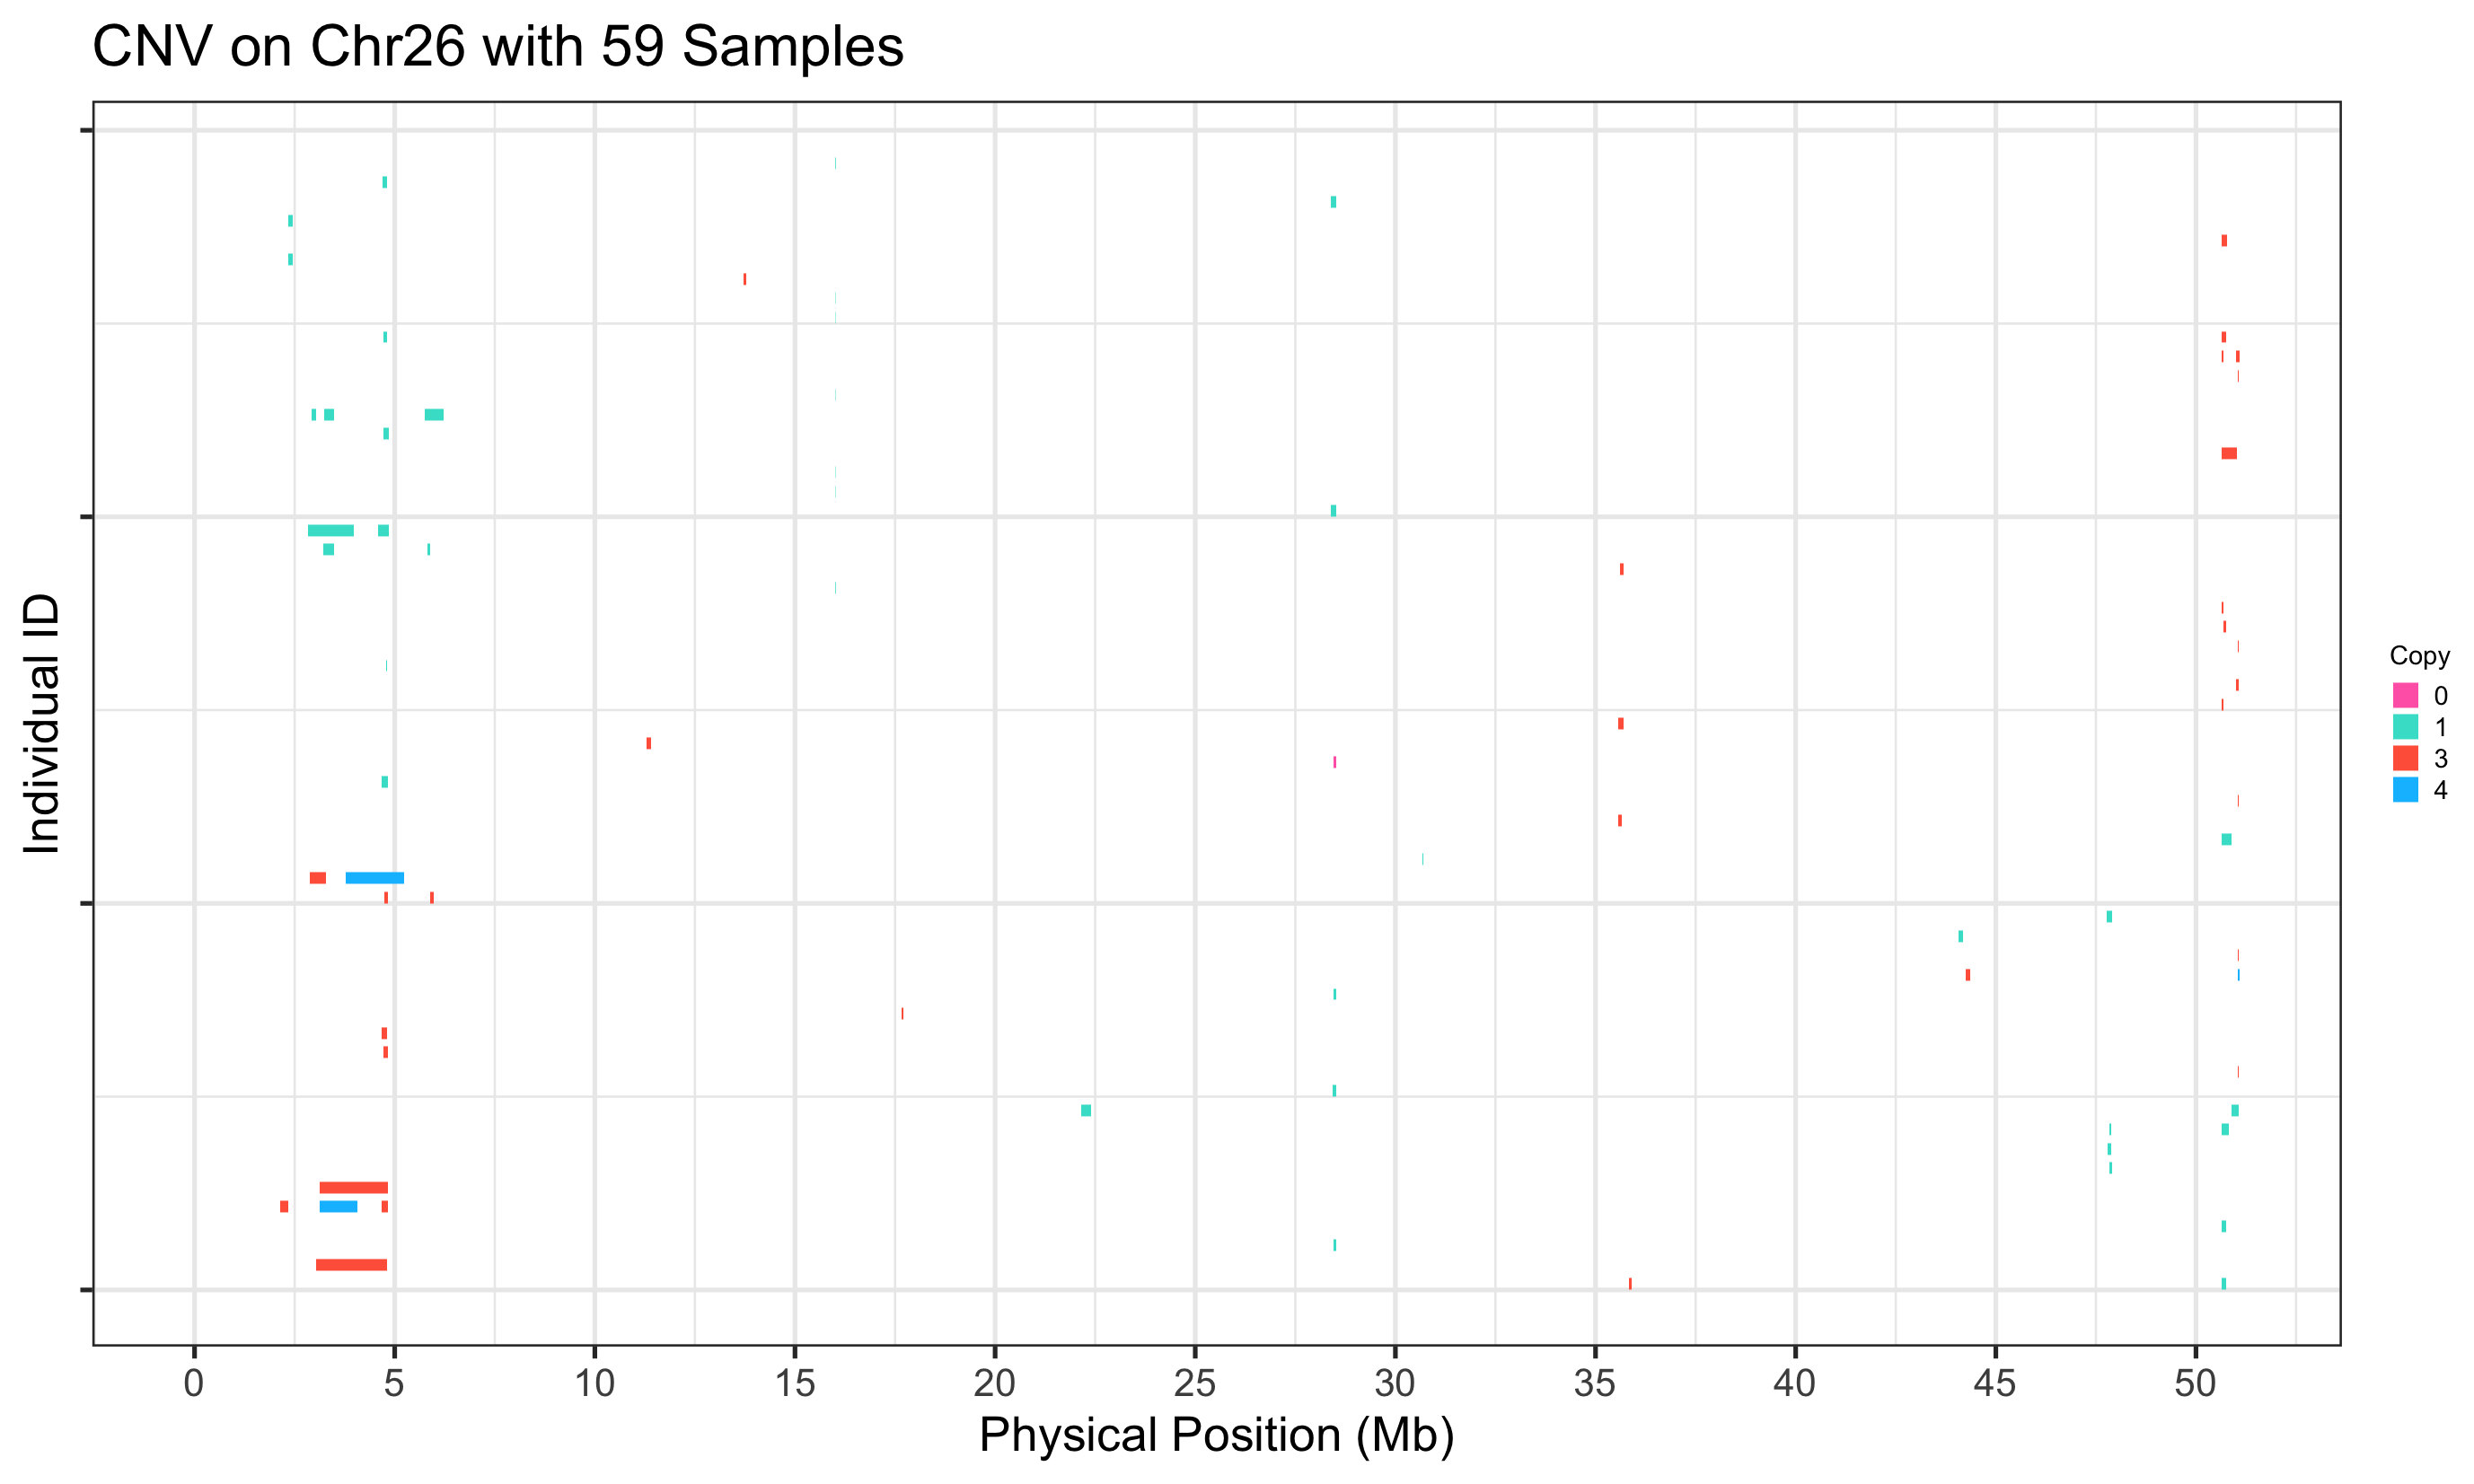 CNV on Chr26 with 59 Samples
Individual ID
Copy
0
1
3
4
0 5 10 15 20 25 30 35 40 45 50
Physical Position (Mb)